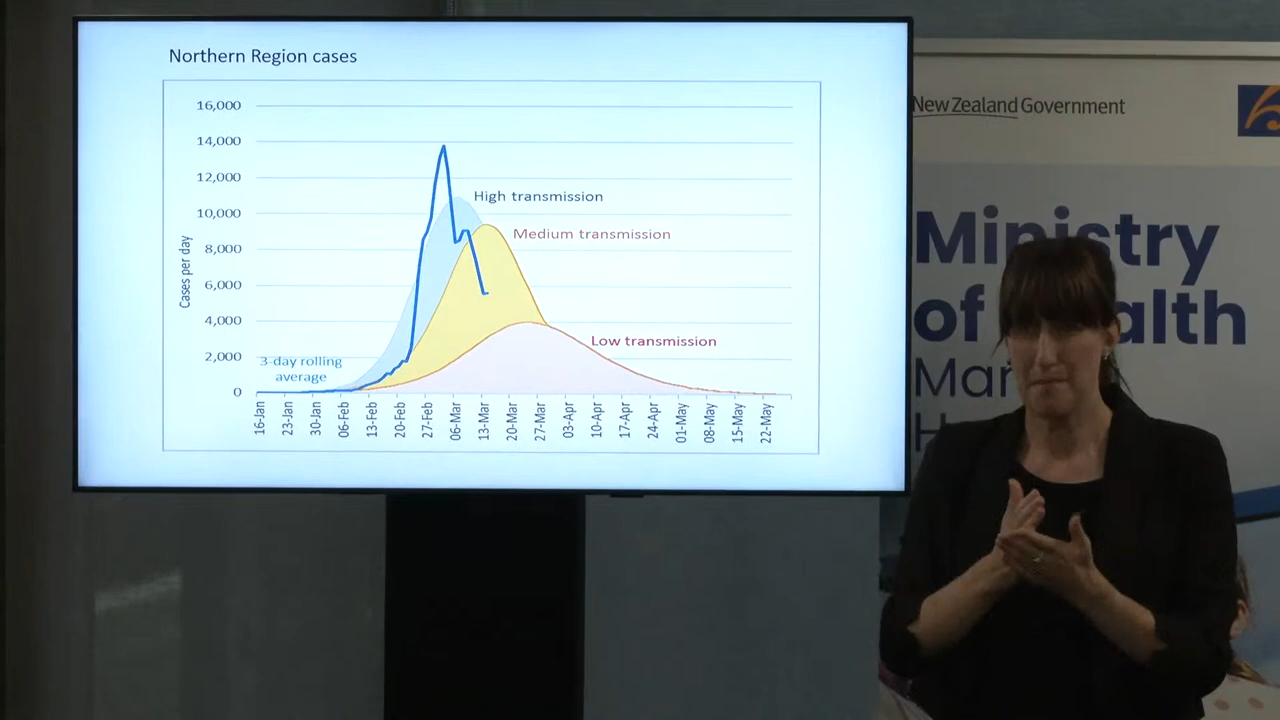 Northern Region cases
16,000
14,000
12,000
10,000
8,000
6,000
4,000
2,000
0
Cases per day
High transmission
Medium transmission
Low transmission
3-day rolling
average
16-Jan
23-Jan
30-Jan
06-Feb
13-Feb
20-Feb
27-Feb
06-Mar
13-Mar
20-Mar
27-Mar
03-Apr
10-Apr
17-Apr
24-Apr
01-May
08-May
15-May
22-May
New Zealand Government
Ministry
of Health